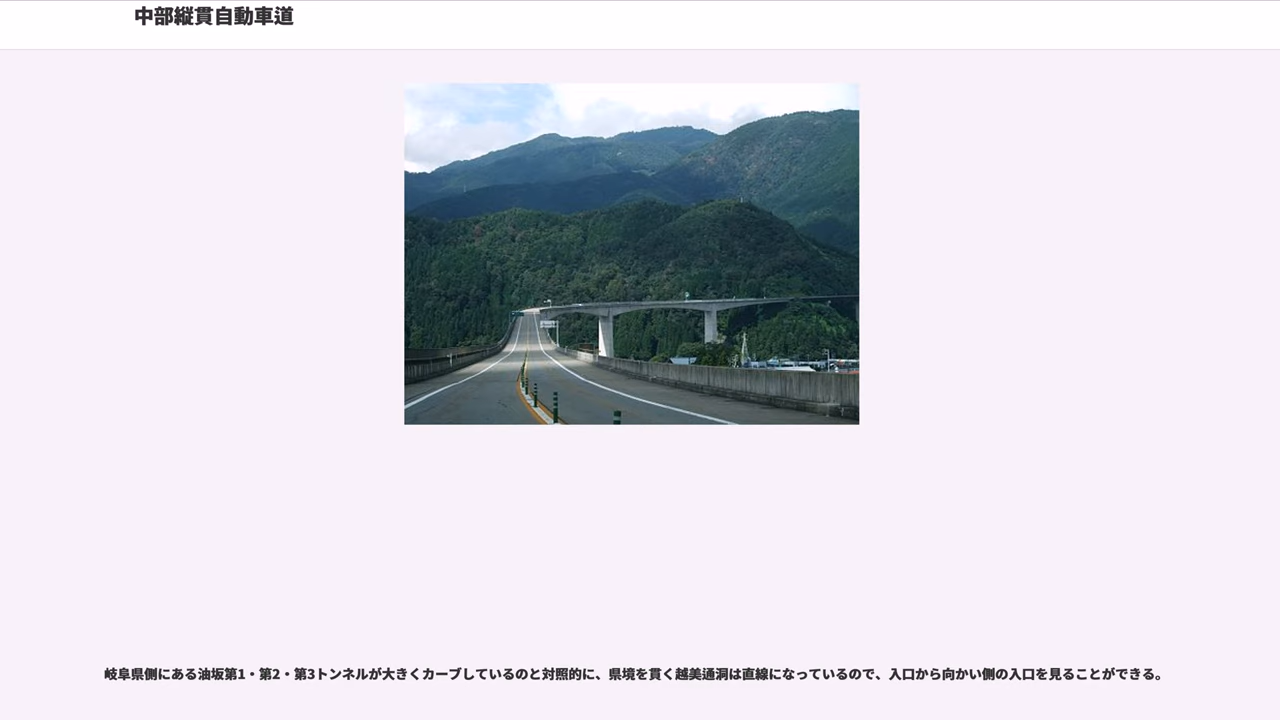 中部縦貫自動車道
岐阜県側にある油坂第1・第2・第3トンネルが大きくカーブしているのと対照的に、県境を貫く越美通洞は直線になっているので、入口から向かい側の入口を見ることができる。